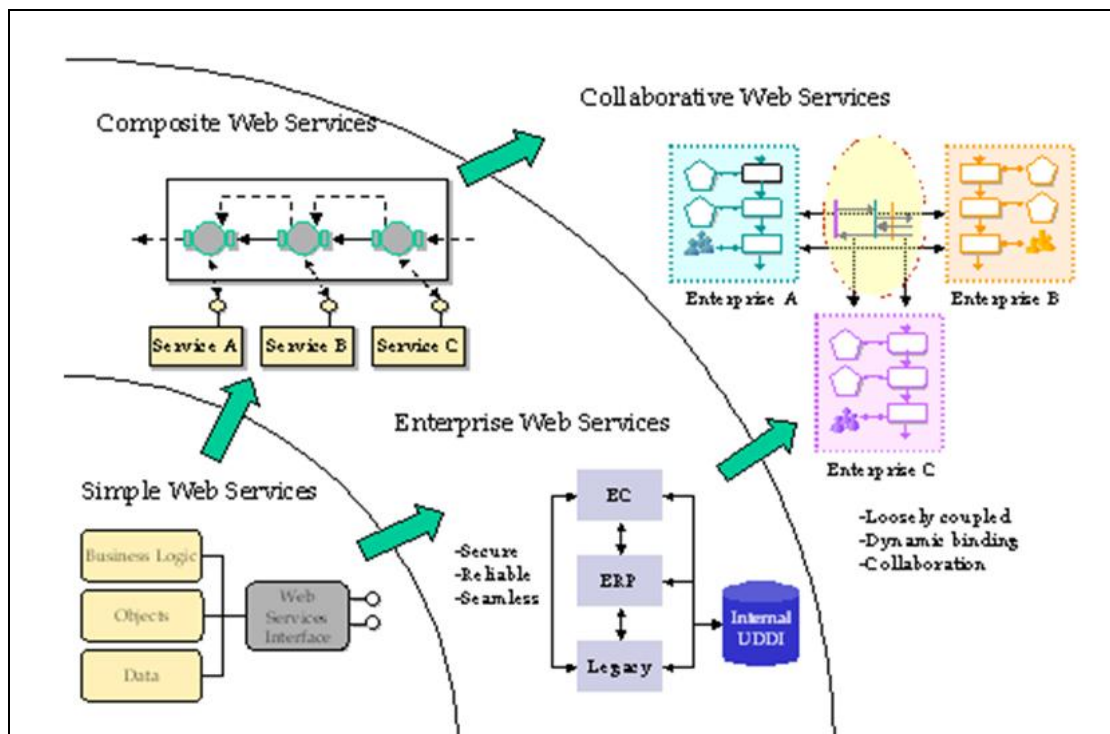 Collaborative Web Services
Composite Web Services
Enterprise A
Enterprise B
Service A
Service B
Service C
Enterprise Web Services
Enterprise C
Simple Web Services
EC
-Loosely coupled
-Dynamic binding
-Collaboration
-Secure
-Reliable
-Seamless
Business Logic
ERP
Web
Services
Interface
Objects
Internal
UDDI
Data
Legacy